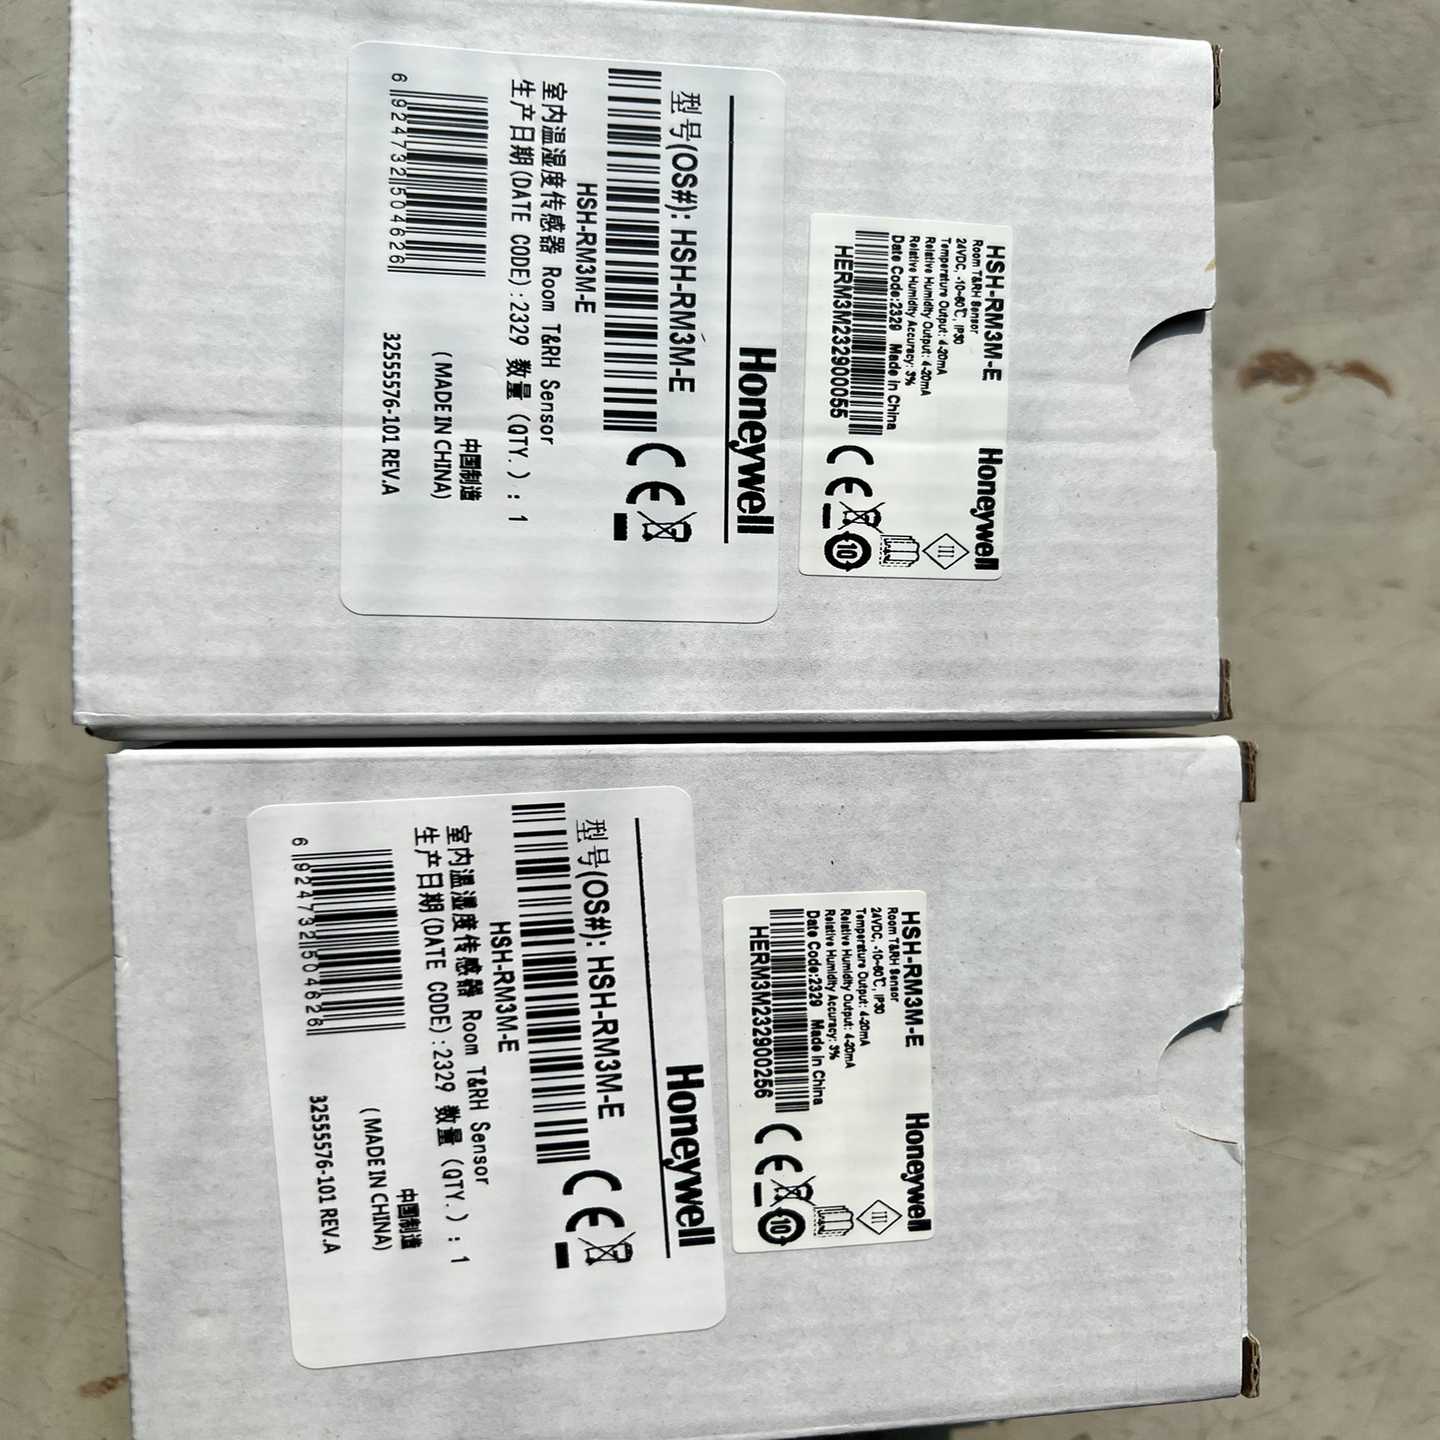 HSH-RM3M-E
Honeywell
Room T&RH Sensor
24VDC, -10~60℃, IP30
Temperature Output: 4-20mA
Relative Humidity Output: 4-20mA
Relative Humidity Accuracy: 3%
Date Code:2329 Made in China
HERM3M232900055
CE
10
III
Honeywell
型号(OS#): HSH-RM3M-E
HSH-RM3M-E
CE
室内温湿度传感器 Room T&RH Sensor
生产日期(DATE CODE):2329 数量(QTY.):1
中国制造
(MADE IN CHINA)
6 924732 504626
32555576-101 REV.A
HSH-RM3M-E
Honeywell
Room T&RH Sensor
24VDC, -10~60℃, IP30
Temperature Output: 4-20mA
Relative Humidity Output: 4-20mA
Relative Humidity Accuracy: 3%
Date Code:2329 Made in China
HERM3M232900256
CE
10
III
Honeywell
型号(OS#): HSH-RM3M-E
HSH-RM3M-E
CE
室内温湿度传感器 Room T&RH Sensor
生产日期(DATE CODE):2329 数量(QTY.):1
中国制造
(MADE IN CHINA)
6 924732 504626
32555576-101 REV.A